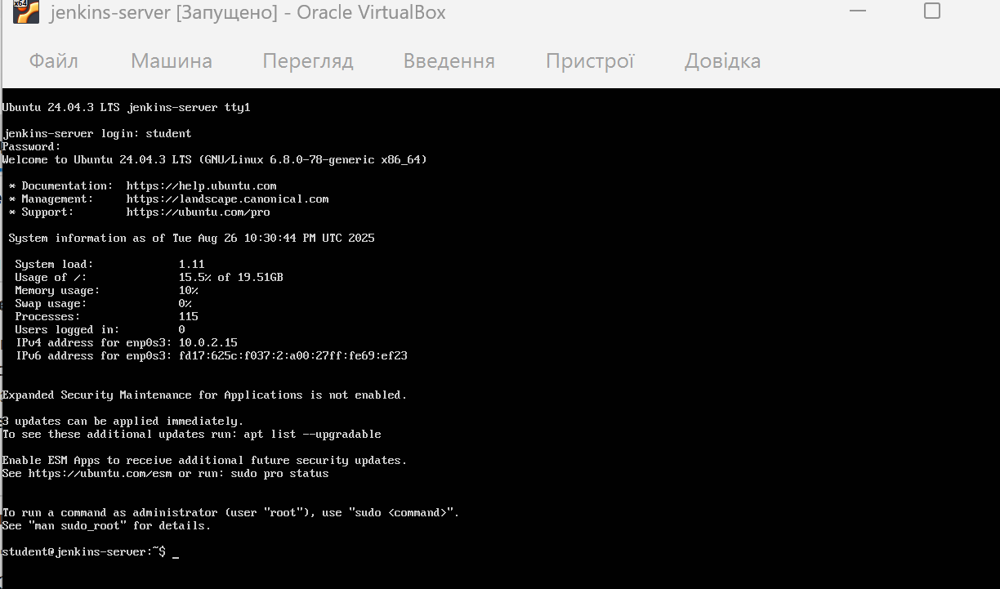 x64
jenkins-server [Запущено] - Oracle VirtualBox
Файл Машина Перегляд Введення Пристрої Довідка
Ubuntu 24.04.3 LTS jenkins-server tty1
jenkins-server login: student
Password:
Welcome to Ubuntu 24.04.3 LTS (GNU/Linux 6.8.0-78-generic x86_64)
* Documentation: https://help.ubuntu.com
* Management: https://landscape.canonical.com
* Support: https://ubuntu.com/pro
System information as of Tue Aug 26 10:30:44 PM UTC 2025
System load: 1.11
Usage of /: 15.5% of 19.51GB
Memory usage: 10%
Swap usage: 0%
Processes: 115
Users logged in: 0
IPv4 address for enp0s3: 10.0.2.15
IPv6 address for enp0s3: fd17:625c:f037:2:a00:27ff:fe69:ef23
Expanded Security Maintenance for Applications is not enabled.
3 updates can be applied immediately.
To see these additional updates run: apt list --upgradable
Enable ESM Apps to receive additional future security updates.
See https://ubuntu.com/esm or run: sudo pro status
To run a command as administrator (user "root"), use "sudo <command>".
See "man sudo_root" for details.
student@jenkins-server:~$ _